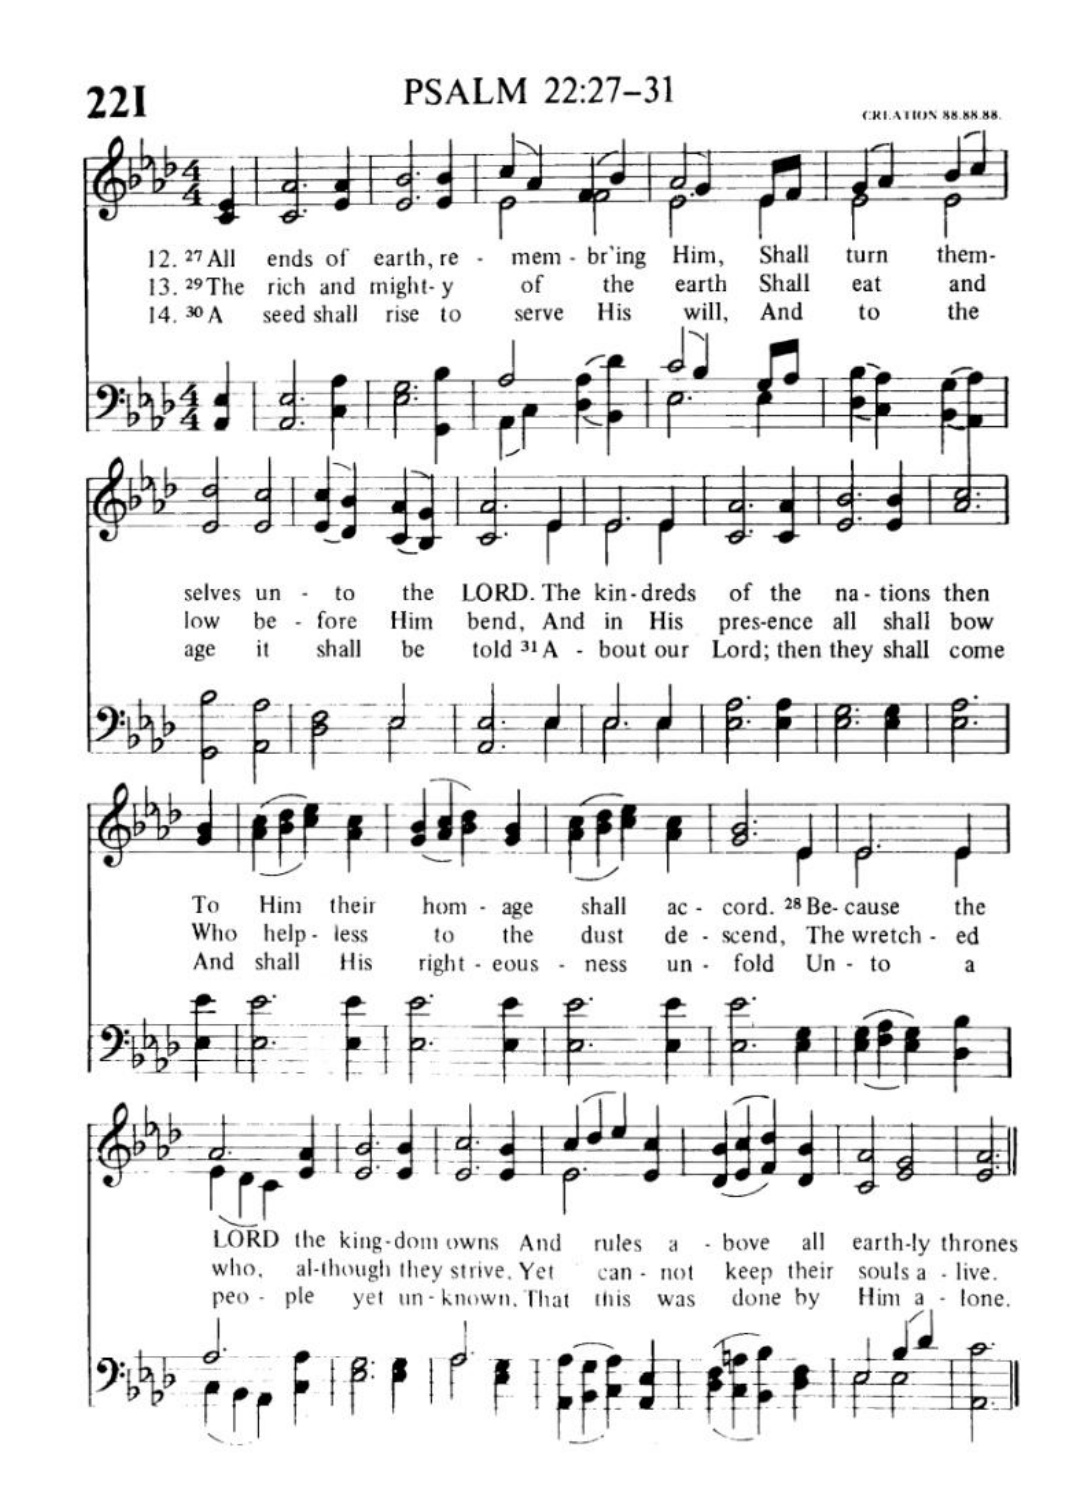 22I
PSALM 22:27–31
CREATION 88.88.88.
12. 27 All ends of earth, re - mem - br'ing Him, Shall turn them-
13. 29 The rich and might- y of the earth Shall eat and
14. 30 A seed shall rise to serve His will, And to the
selves un - to the LORD. The kin - dreds of the na - tions then
low be - fore Him bend, And in His pres-ence all shall bow
age it shall be told 31 A - bout our Lord; then they shall come
To Him their hom - age shall ac - cord. 28 Be- cause the
Who help - less to the dust de - scend, The wretch - ed
And shall His right - eous - ness un - fold Un - to a
LORD the king-dom owns And rules a - bove all earth-ly thrones
who, al-though they strive, Yet can - not keep their souls a - live.
peo - ple yet un - known, That this was done by Him a - lone.